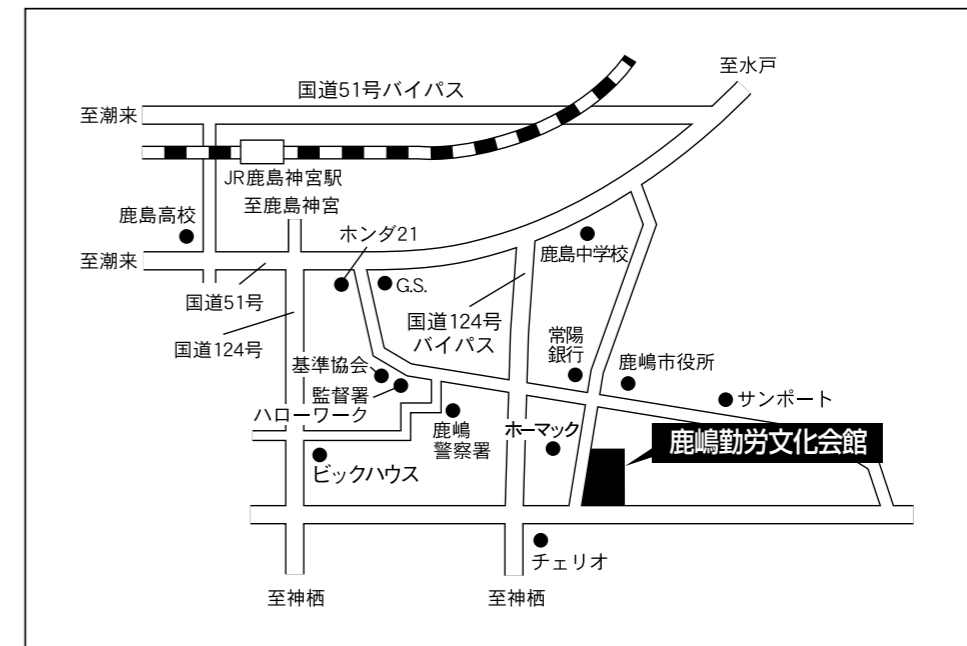 至水戸
国道51号バイパス
至潮来
JR鹿島神宮駅
至鹿島神宮
鹿島高校
ホンダ21
鹿島中学校
至潮来
G.S.
国道51号
国道124号
バイパス
国道124号
常陽
銀行
基準協会
鹿嶋市役所
監督署
サンポート
ハローワーク
鹿嶋
警察署
ホーマック
鹿嶋勤労文化会館
ビックハウス
チェリオ
至神栖
至神栖